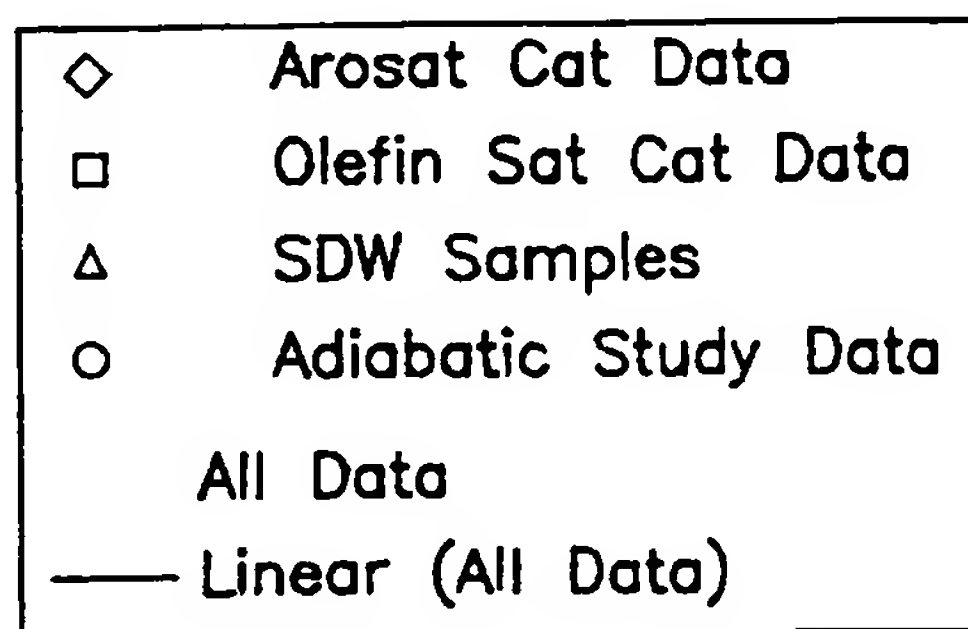 Arosat Cat Data
Olefin Sat Cat Data
SDW Samples
Adiabatic Study Data
All Data
Linear (All Data)